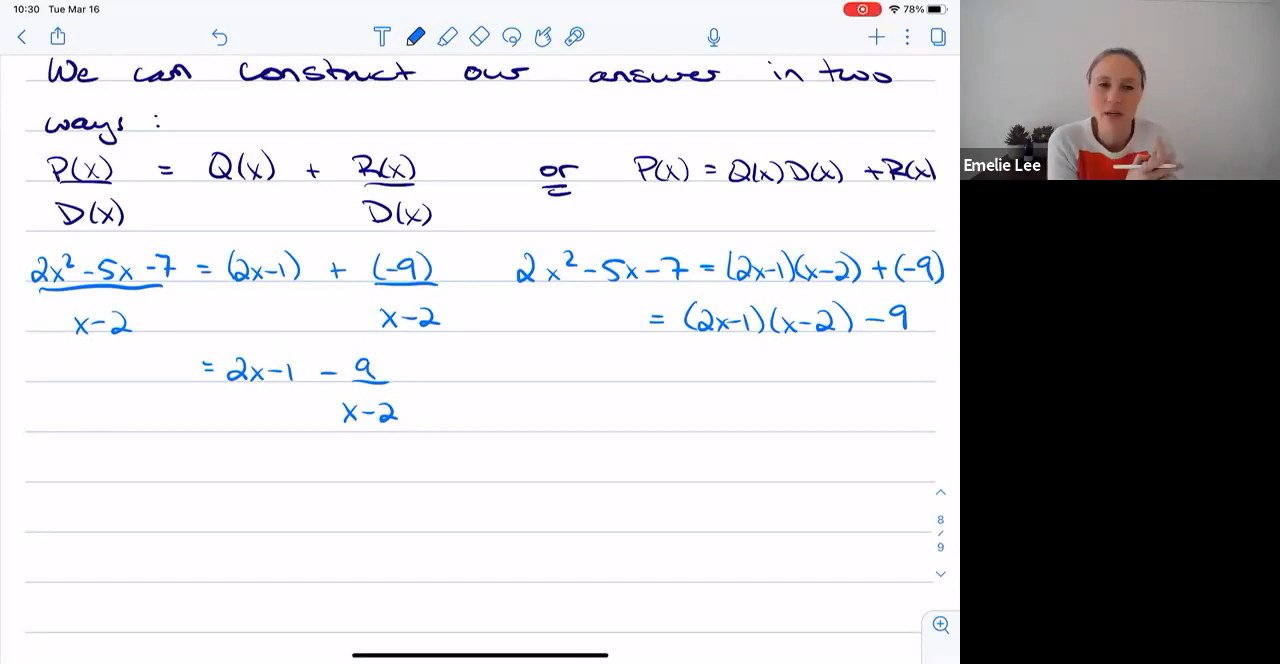 10:30 Tue Mar 16
78%
We can construct our answer in two
ways :
P(x)/D(x) = Q(x) + R(x)/D(x) or P(x) = Q(x)D(x) + R(x)
(2x² - 5x - 7)/(x-2) = (2x-1) + (-9)/(x-2) 2x² - 5x - 7 = (2x-1)(x-2) + (-9)
= (2x-1)(x-2) - 9
= 2x-1 - 9/(x-2)
8/9
Emelie Lee